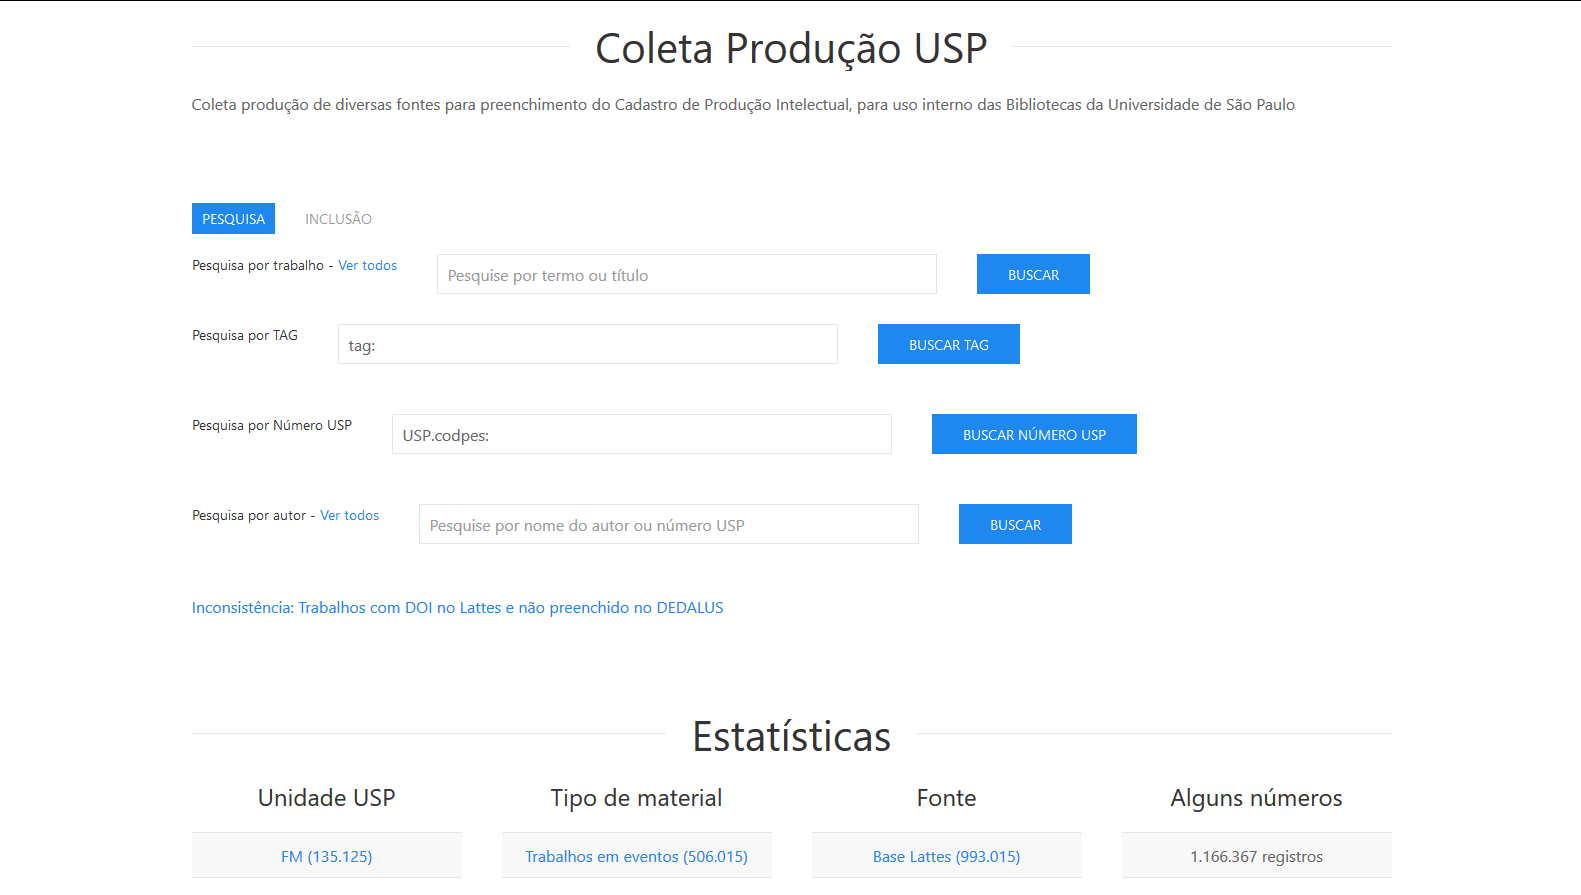 Coleta Produção USP
Coleta produção de diversas fontes para preenchimento do Cadastro de Produção Intelectual, para uso interno das Bibliotecas da Universidade de São Paulo
PESQUISA INCLUSÃO
Pesquisa por trabalho - Ver todos Pesquise por termo ou título BUSCAR
Pesquisa por TAG tag: BUSCAR TAG
Pesquisa por Número USP USP.codpes: BUSCAR NÚMERO USP
Pesquisa por autor - Ver todos Pesquise por nome do autor ou número USP BUSCAR
Inconsistência: Trabalhos com DOI no Lattes e não preenchido no DEDALUS
Estatísticas
Unidade USP Tipo de material Fonte Alguns números
FM (135.125) Trabalhos em eventos (506.015) Base Lattes (993.015) 1.166.367 registros